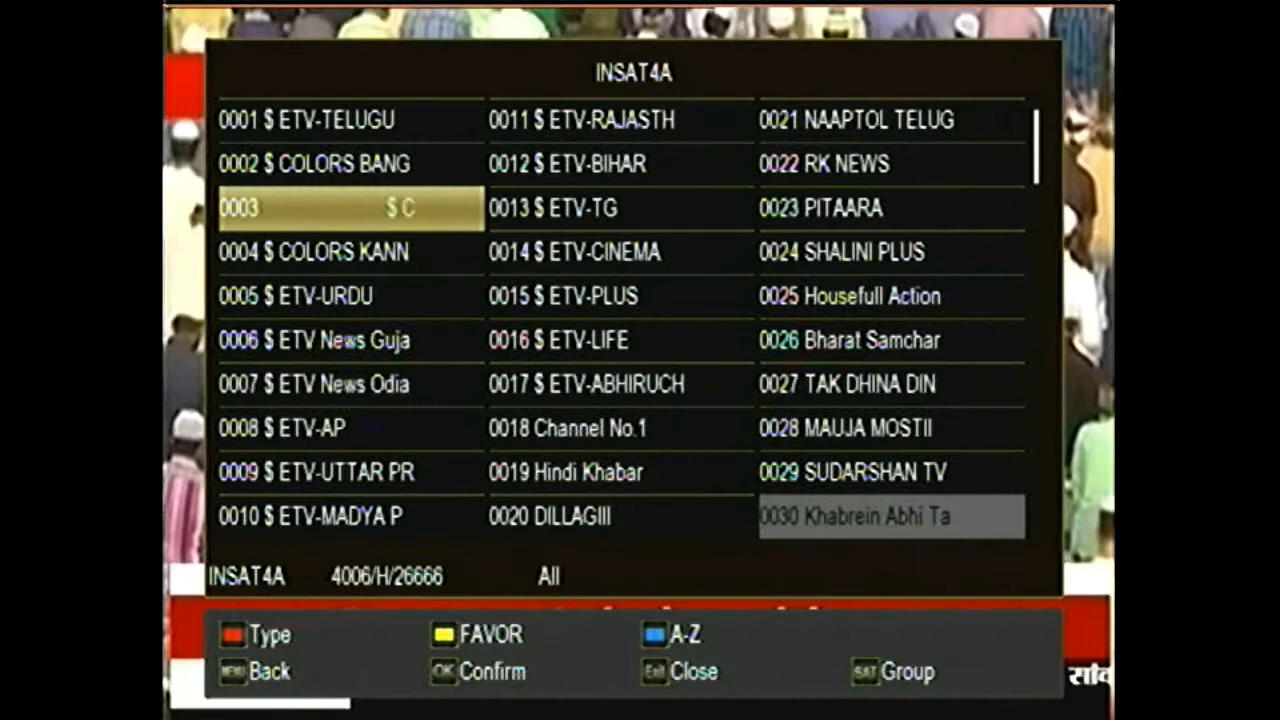 INSAT4A
0001 $ ETV-TELUGU
0002 $ COLORS BANG
0003 $ C
0004 $ COLORS KANN
0005 $ ETV-URDU
0006 $ ETV News Guja
0007 $ ETV News Odia
0008 $ ETV-AP
0009 $ ETV-UTTAR PR
0010 $ ETV-MADYA P
0011 $ ETV-RAJASTH
0012 $ ETV-BIHAR
0013 $ ETV-TG
0014 $ ETV-CINEMA
0015 $ ETV-PLUS
0016 $ ETV-LIFE
0017 $ ETV-ABHIRUCH
0018 Channel No.1
0019 Hindi Khabar
0020 DILLAGIII
0021 NAAPTOL TELUG
0022 RK NEWS
0023 PITAARA
0024 SHALINI PLUS
0025 Housefull Action
0026 Bharat Samchar
0027 TAK DHINA DIN
0028 MAUJA MOSTII
0029 SUDARSHAN TV
0030 Khabrein Abhi Ta
INSAT4A 4006/H/26666 All
Type FAVOR A-Z
MENU Back OK Confirm Exit Close SAT Group